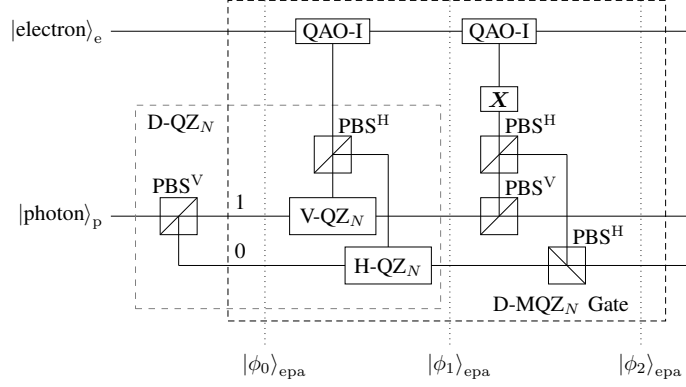 |electron⟩e
QAO-I
QAO-I
X
D-QZN
PBSH
PBSH
PBSV
PBSV
1
|photon⟩p
V-QZN
PBSH
0
H-QZN
D-MQZN Gate
|ϕ0⟩epa
|ϕ1⟩epa
|ϕ2⟩epa